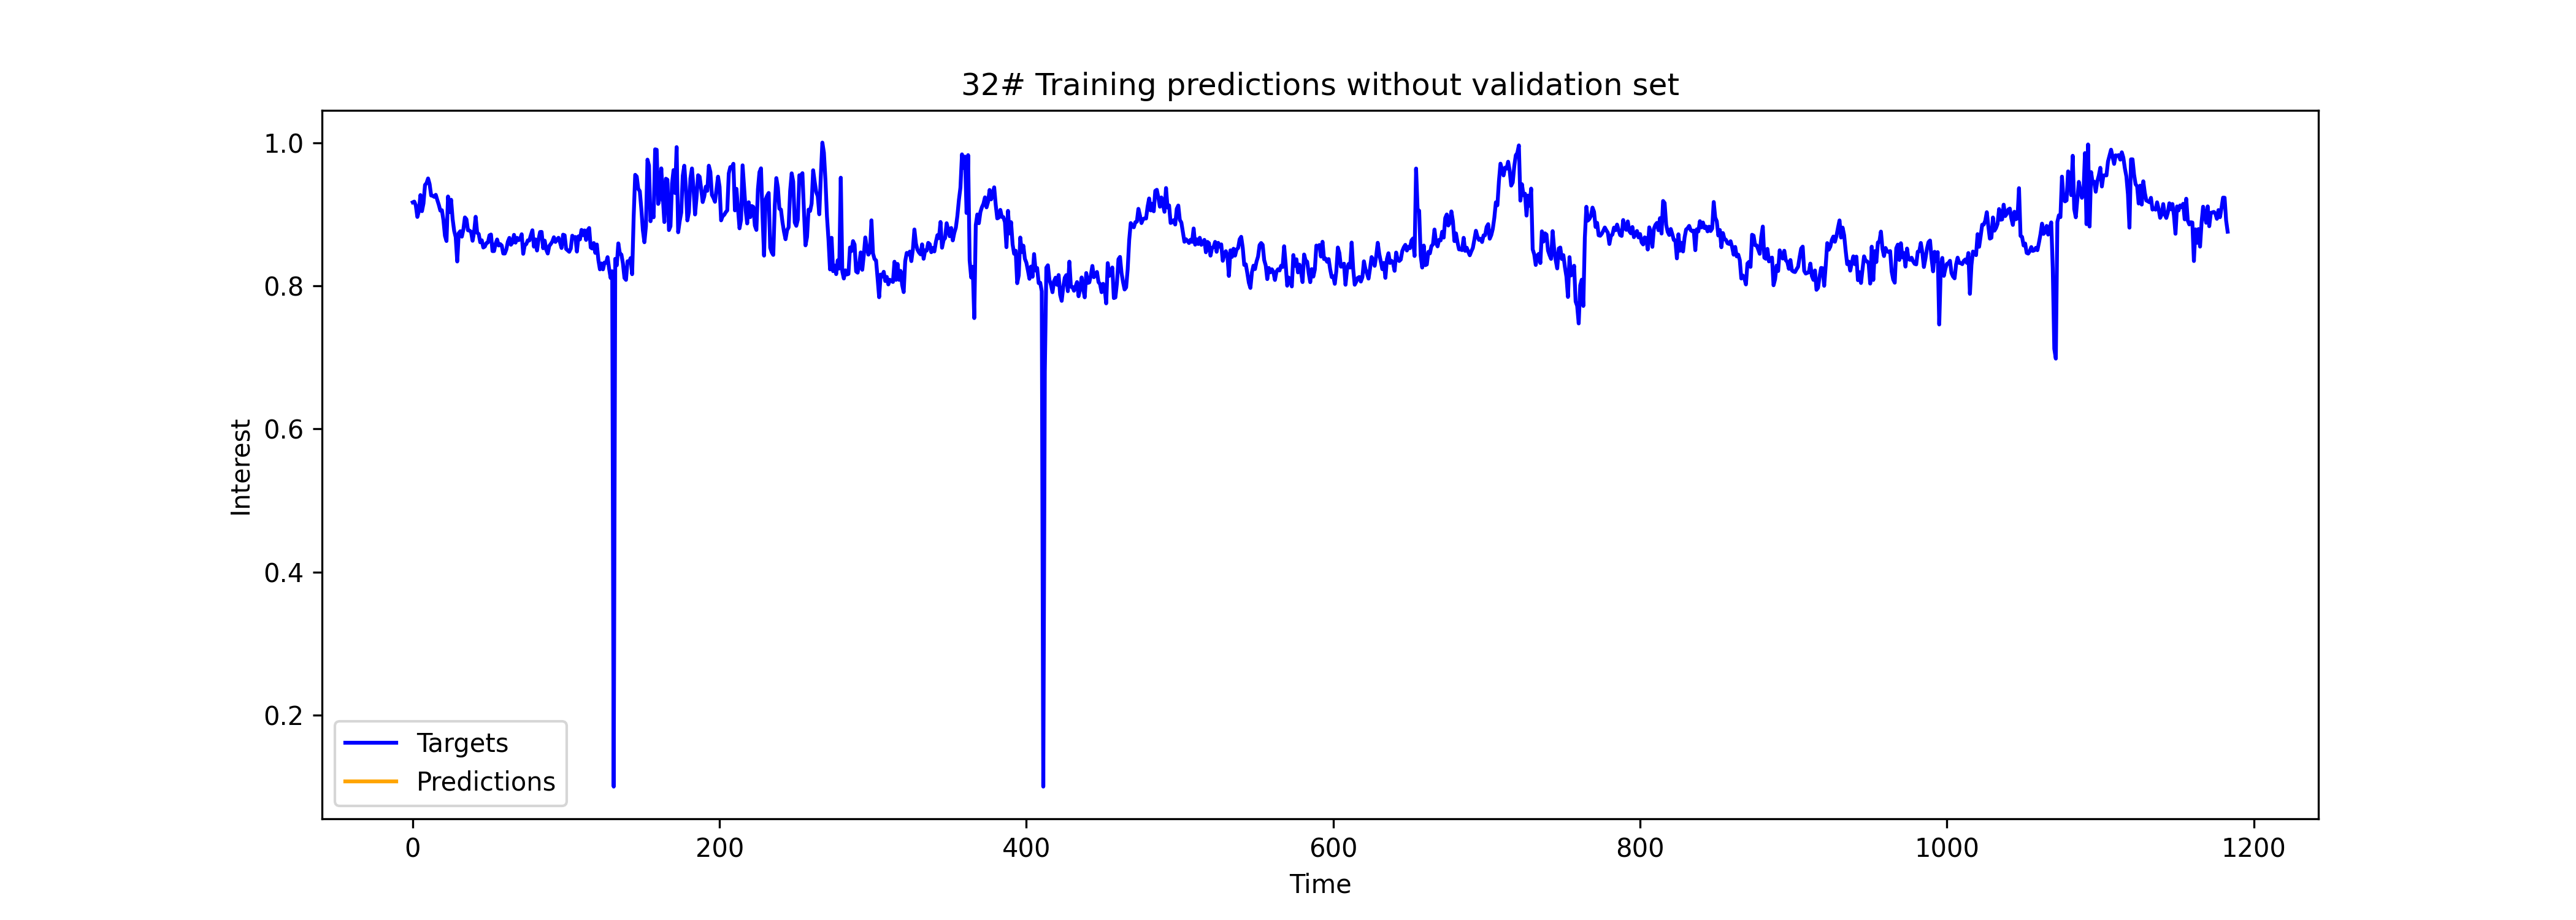 32# Training predictions without validation set
1.0
0.8
0.6
0.4
0.2
Interest
Targets
Predictions
0 200 400 600 800 1000 1200
Time